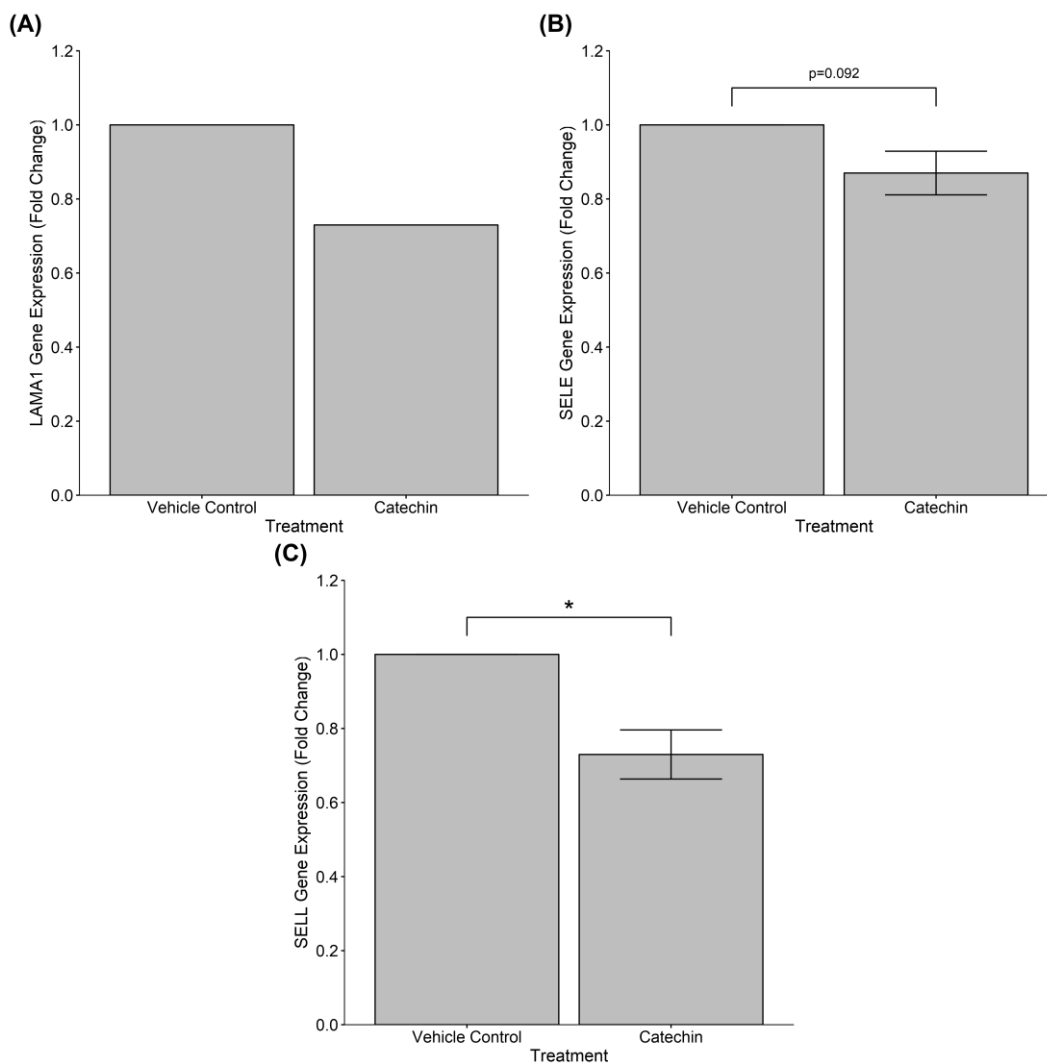 (A)
LAMA1 Gene Expression (Fold Change)
1.2
1.0
0.8
0.6
0.4
0.2
0.0
Vehicle Control
Catechin
Treatment
(B)
SELE Gene Expression (Fold Change)
1.2
1.0
0.8
0.6
0.4
0.2
0.0
p=0.092
Vehicle Control
Catechin
Treatment
(C)
SELL Gene Expression (Fold Change)
1.2
1.0
0.8
0.6
0.4
0.2
0.0
*
Vehicle Control
Catechin
Treatment